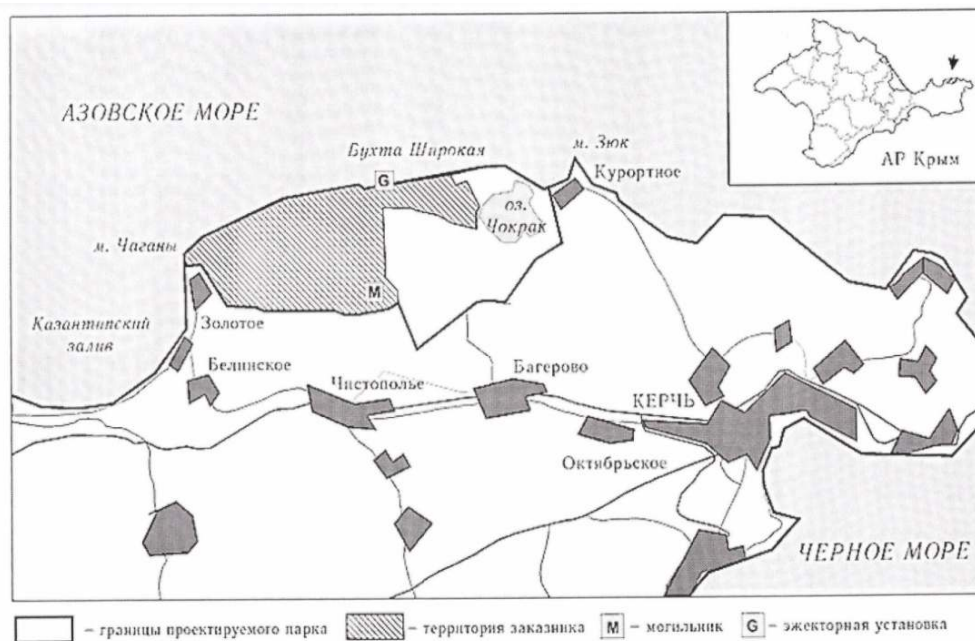 АЗОВСКОЕ МОРЕ
АР Крым
м. Зюк
Бухта Широкая
Курортное
G
оз.
Чокрак
м. Чаганы
M
Казантипский
залив
Золотое
Белинское
Чистополье
Багерово
КЕРЧЬ
Октябрьское
ЧЕРНОЕ МОРЕ
– границы проектируемого парка
– территория заказника
M – могильник
G – эжекторная установка